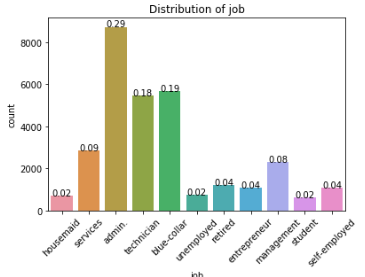 Distribution of job
count
8000
6000
4000
2000
0
0.02
0.09
0.29
0.18
0.19
0.02
0.04
0.04
0.08
0.02
0.04
housemaid
services
admin.
technician
blue-collar
unemployed
retired
entrepreneur
management
student
self-employed
job